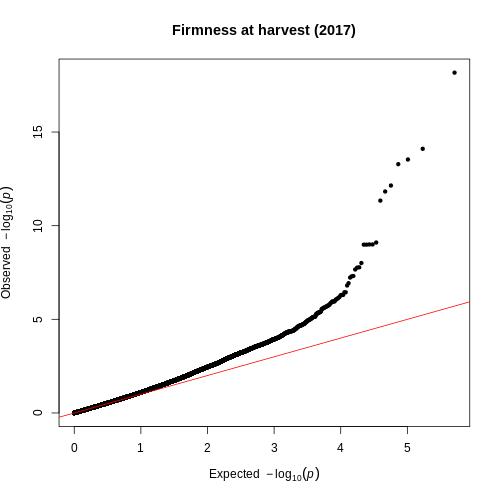 Firmness at harvest (2017)
Observed −log10(p)
15
10
5
0
0 1 2 3 4 5
Expected −log10(p)